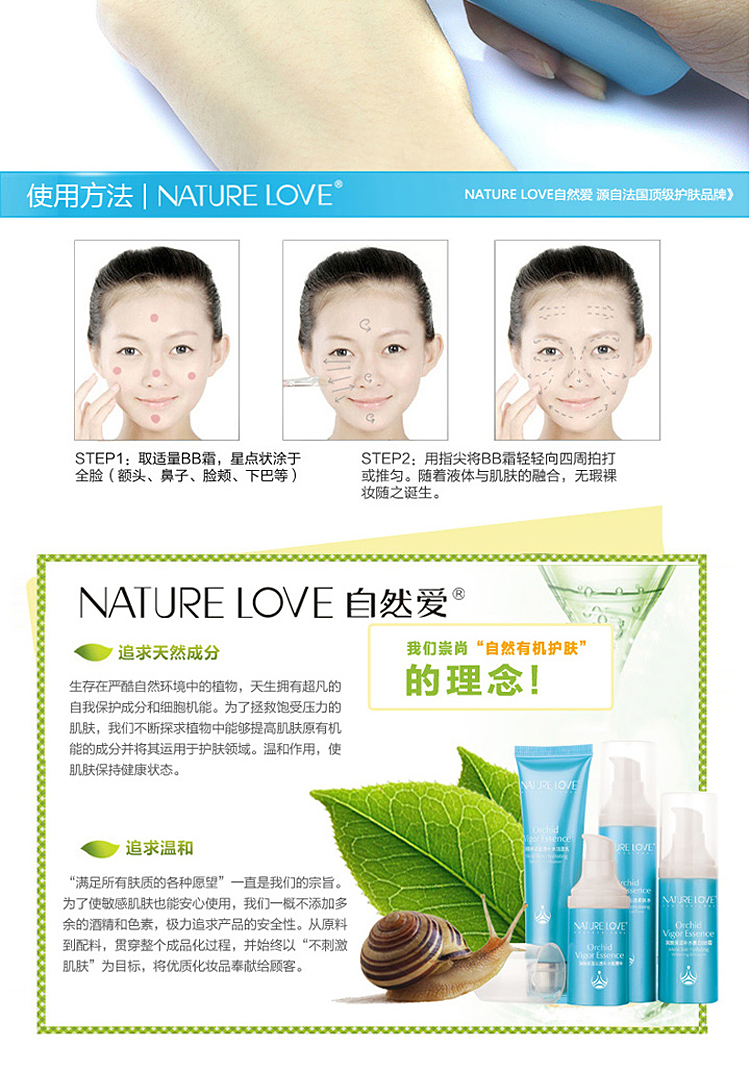 使用方法 | NATURE LOVE®
NATURE LOVE自然爱 源自法国顶级护肤品牌》
STEP1：取适量BB霜，星点状涂于
全脸（额头、鼻子、脸颊、下巴等）
STEP2：用指尖将BB霜轻轻向四周拍打
或推匀。随着液体与肌肤的融合，无瑕裸
妆随之诞生。
NATURE LOVE 自然爱®
追求天然成分
生存在严酷自然环境中的植物，天生拥有超凡的
自我保护成分和细胞机能。为了拯救饱受压力的
肌肤，我们不断探求植物中能够提高肌肤原有机
能的成分并将其运用于护肤领域。温和作用，使
肌肤保持健康状态。
我们崇尚“自然有机护肤”
的理念！
追求温和
“满足所有肤质的各种愿望”一直是我们的宗旨。
为了使敏感肌肤也能安心使用，我们一概不添加多
余的酒精和色素，极力追求产品的安全性。从原料
到配料，贯穿整个成品化过程，并始终以“不刺激
肌肤”为目标，将优质化妆品奉献给顾客。
NATURE LOVE
Orchid
Vigor Essence
URE LOVE
rchid
ssence
NATURE LOVE
Orchid
Vigor Essence
NATURE LOVE
Orchid
Vigor Essence